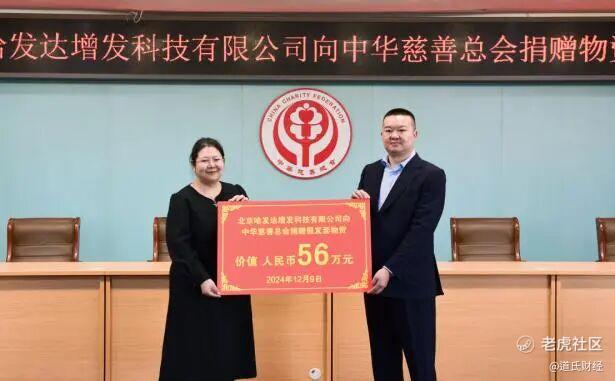 哈发达增发科技有限公司向中华慈善总会捐赠物资
CHINA CHARITY FEDERATION
中华慈善总会
北京哈发达增发科技有限公司向
中华慈善总会捐赠假发套物资
价值 人民币56万元
2024年12月9日
老虎社区
@道氏财经